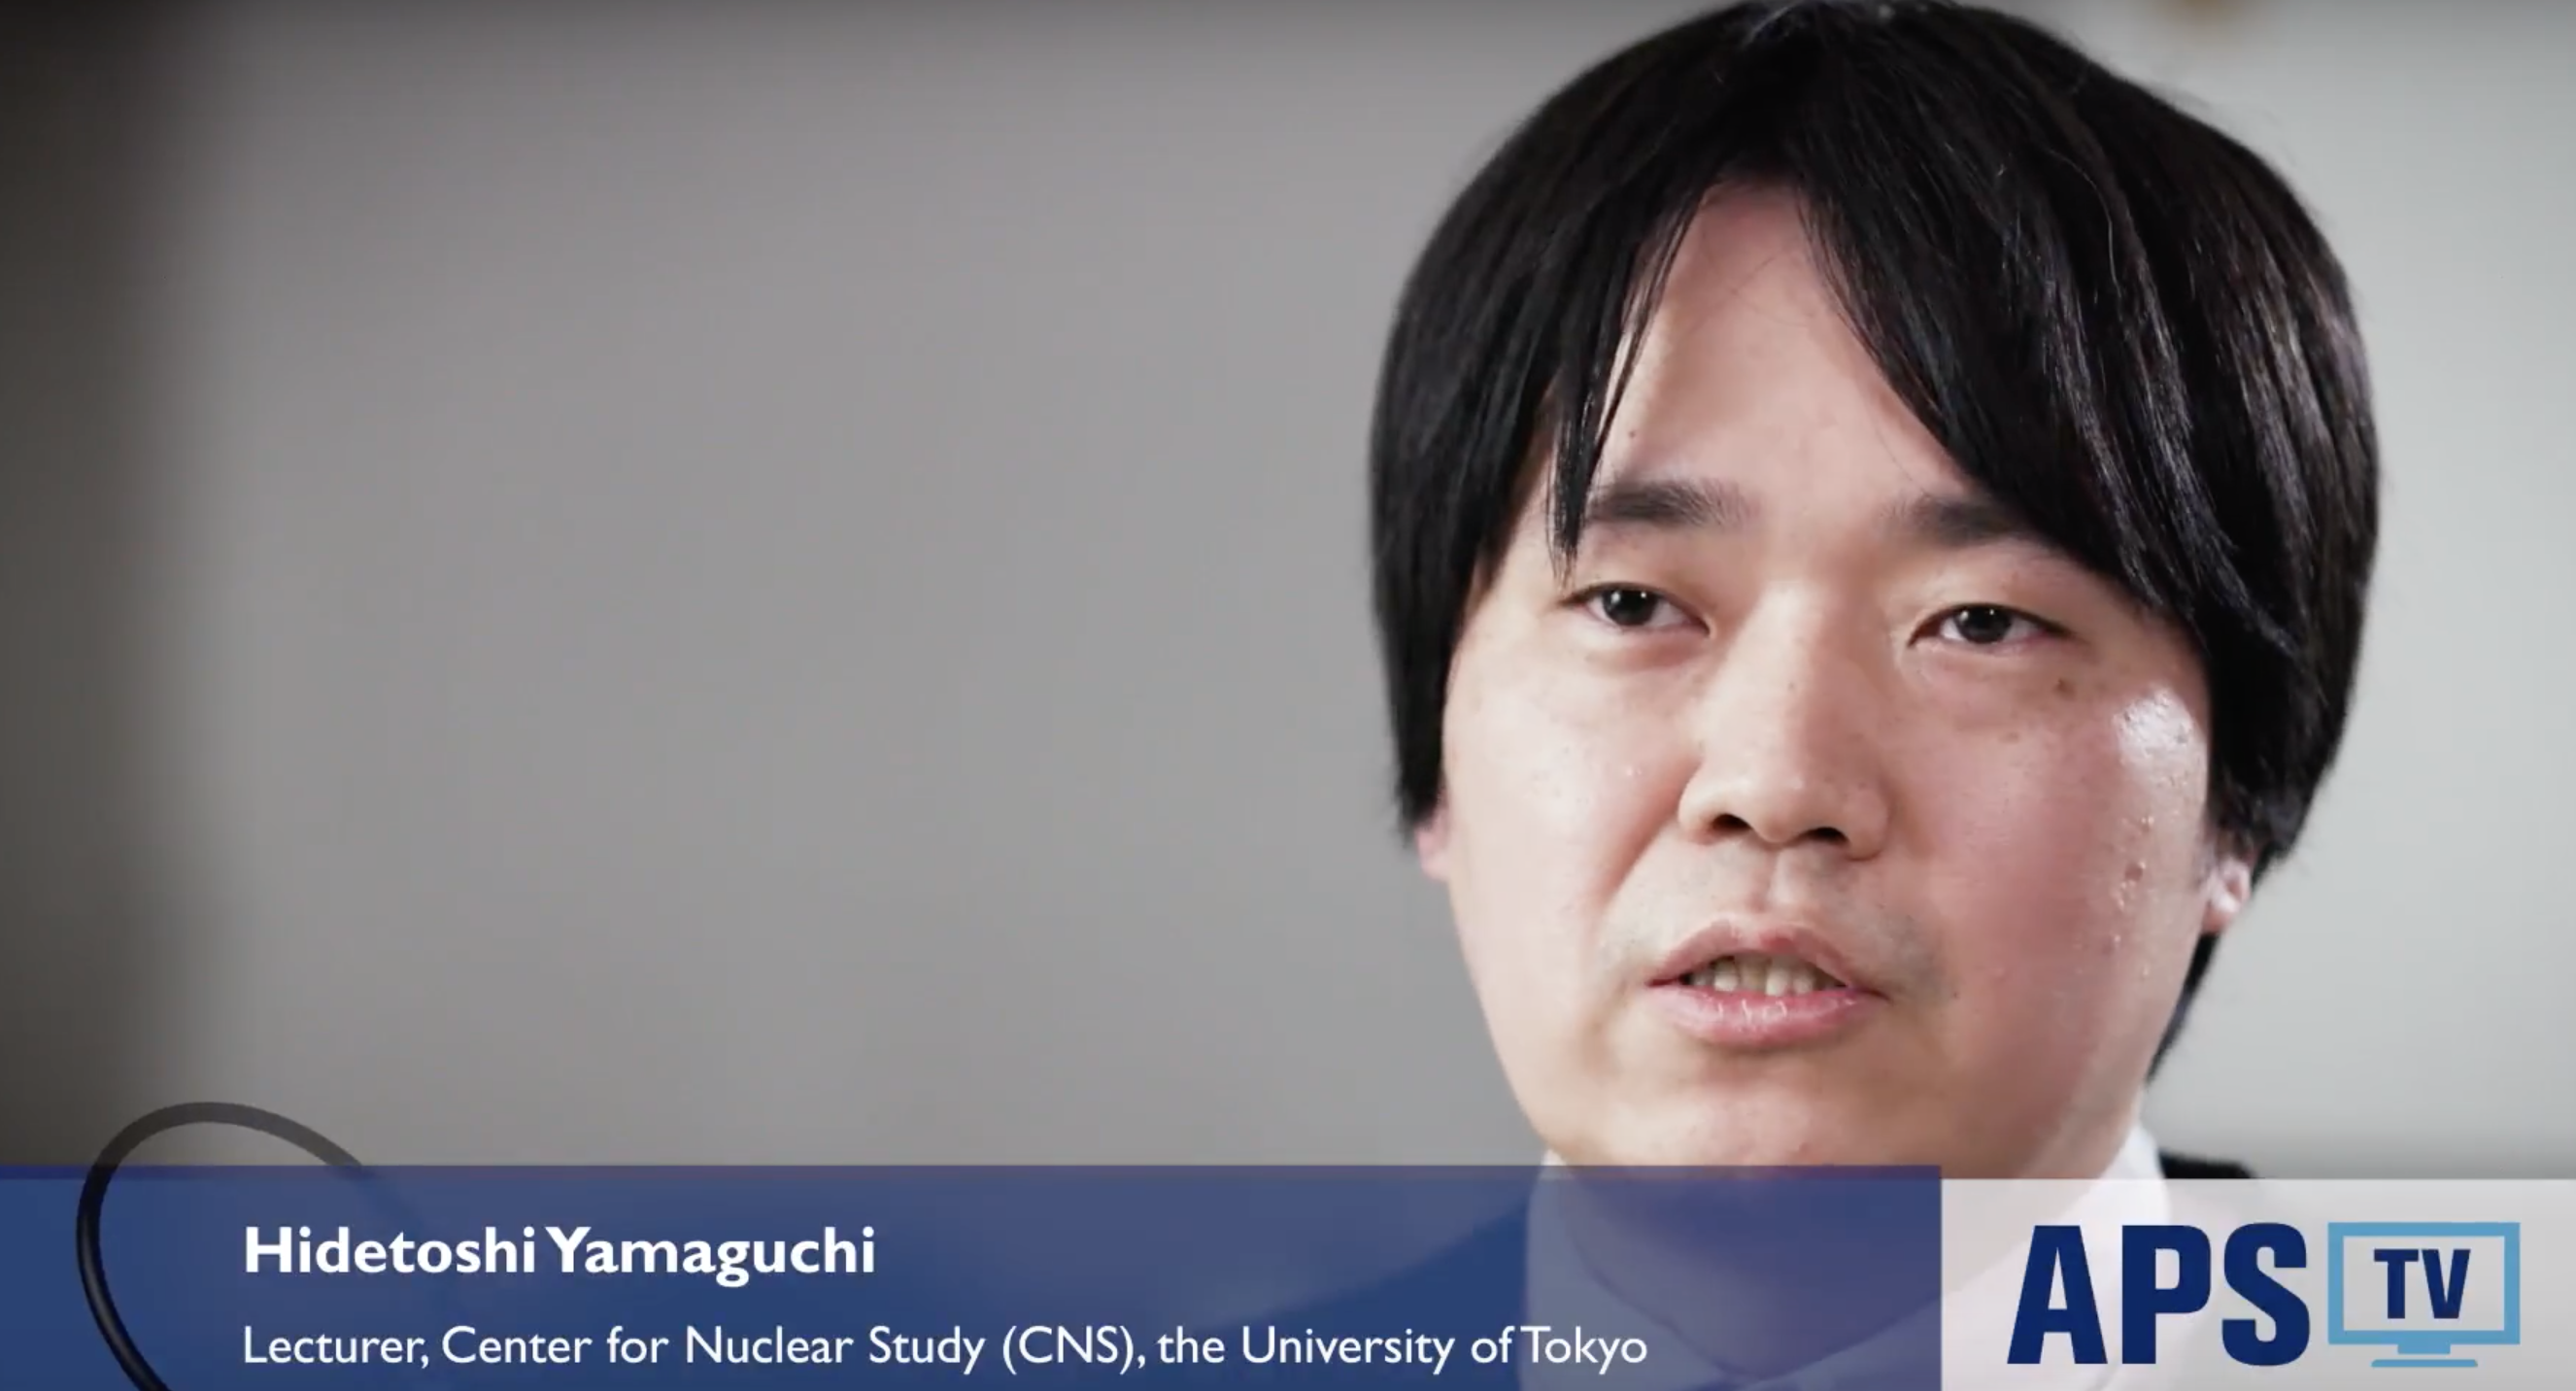 Hidetoshi Yamaguchi
Lecturer, Center for Nuclear Study (CNS), the University of Tokyo
APS TV